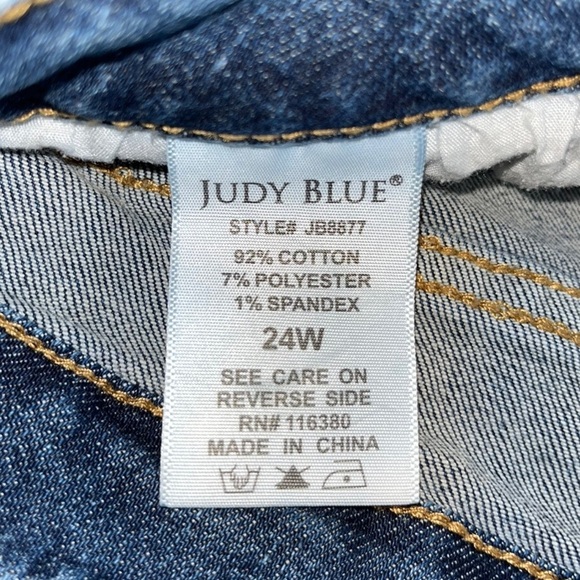 JUDY BLUE®
STYLE# JB8877
92% COTTON
7% POLYESTER
1% SPANDEX
24W
SEE CARE ON
REVERSE SIDE
RN# 116380
MADE IN CHINA